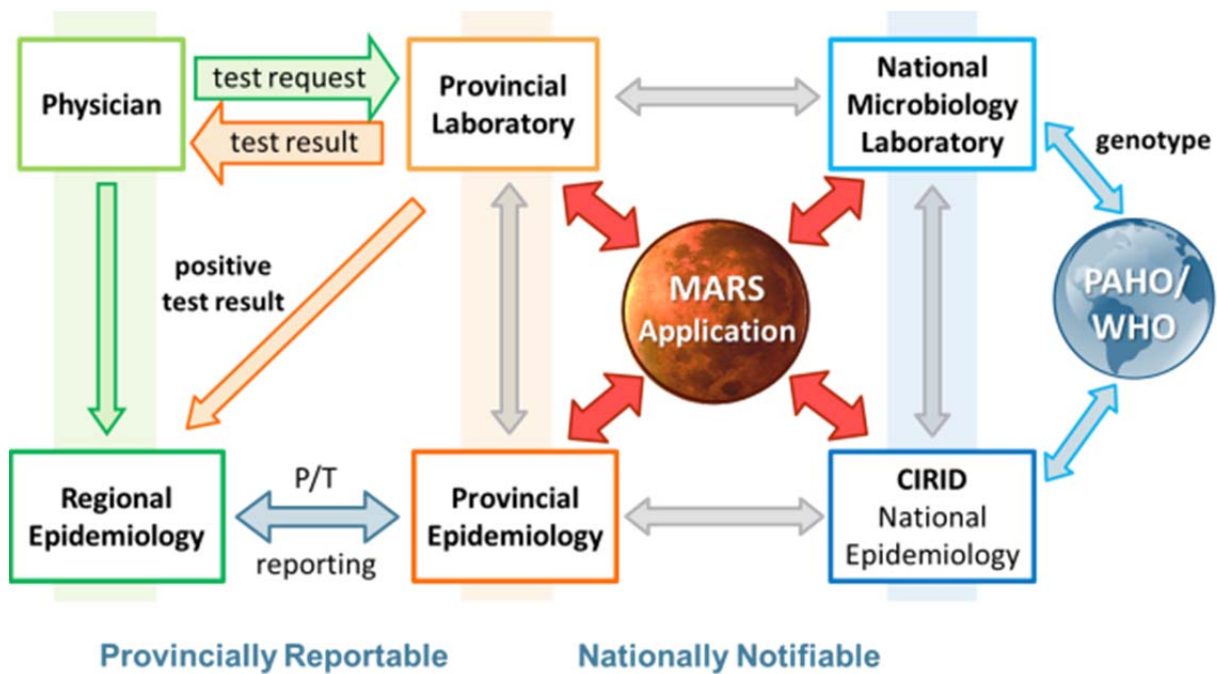 Physician
test request
test result
Provincial
Laboratory
National
Microbiology
Laboratory
genotype
positive
test result
MARS
Application
PAHO/
WHO
Regional
Epidemiology
P/T
reporting
Provincial
Epidemiology
CIRID
National
Epidemiology
Provincially Reportable
Nationally Notifiable